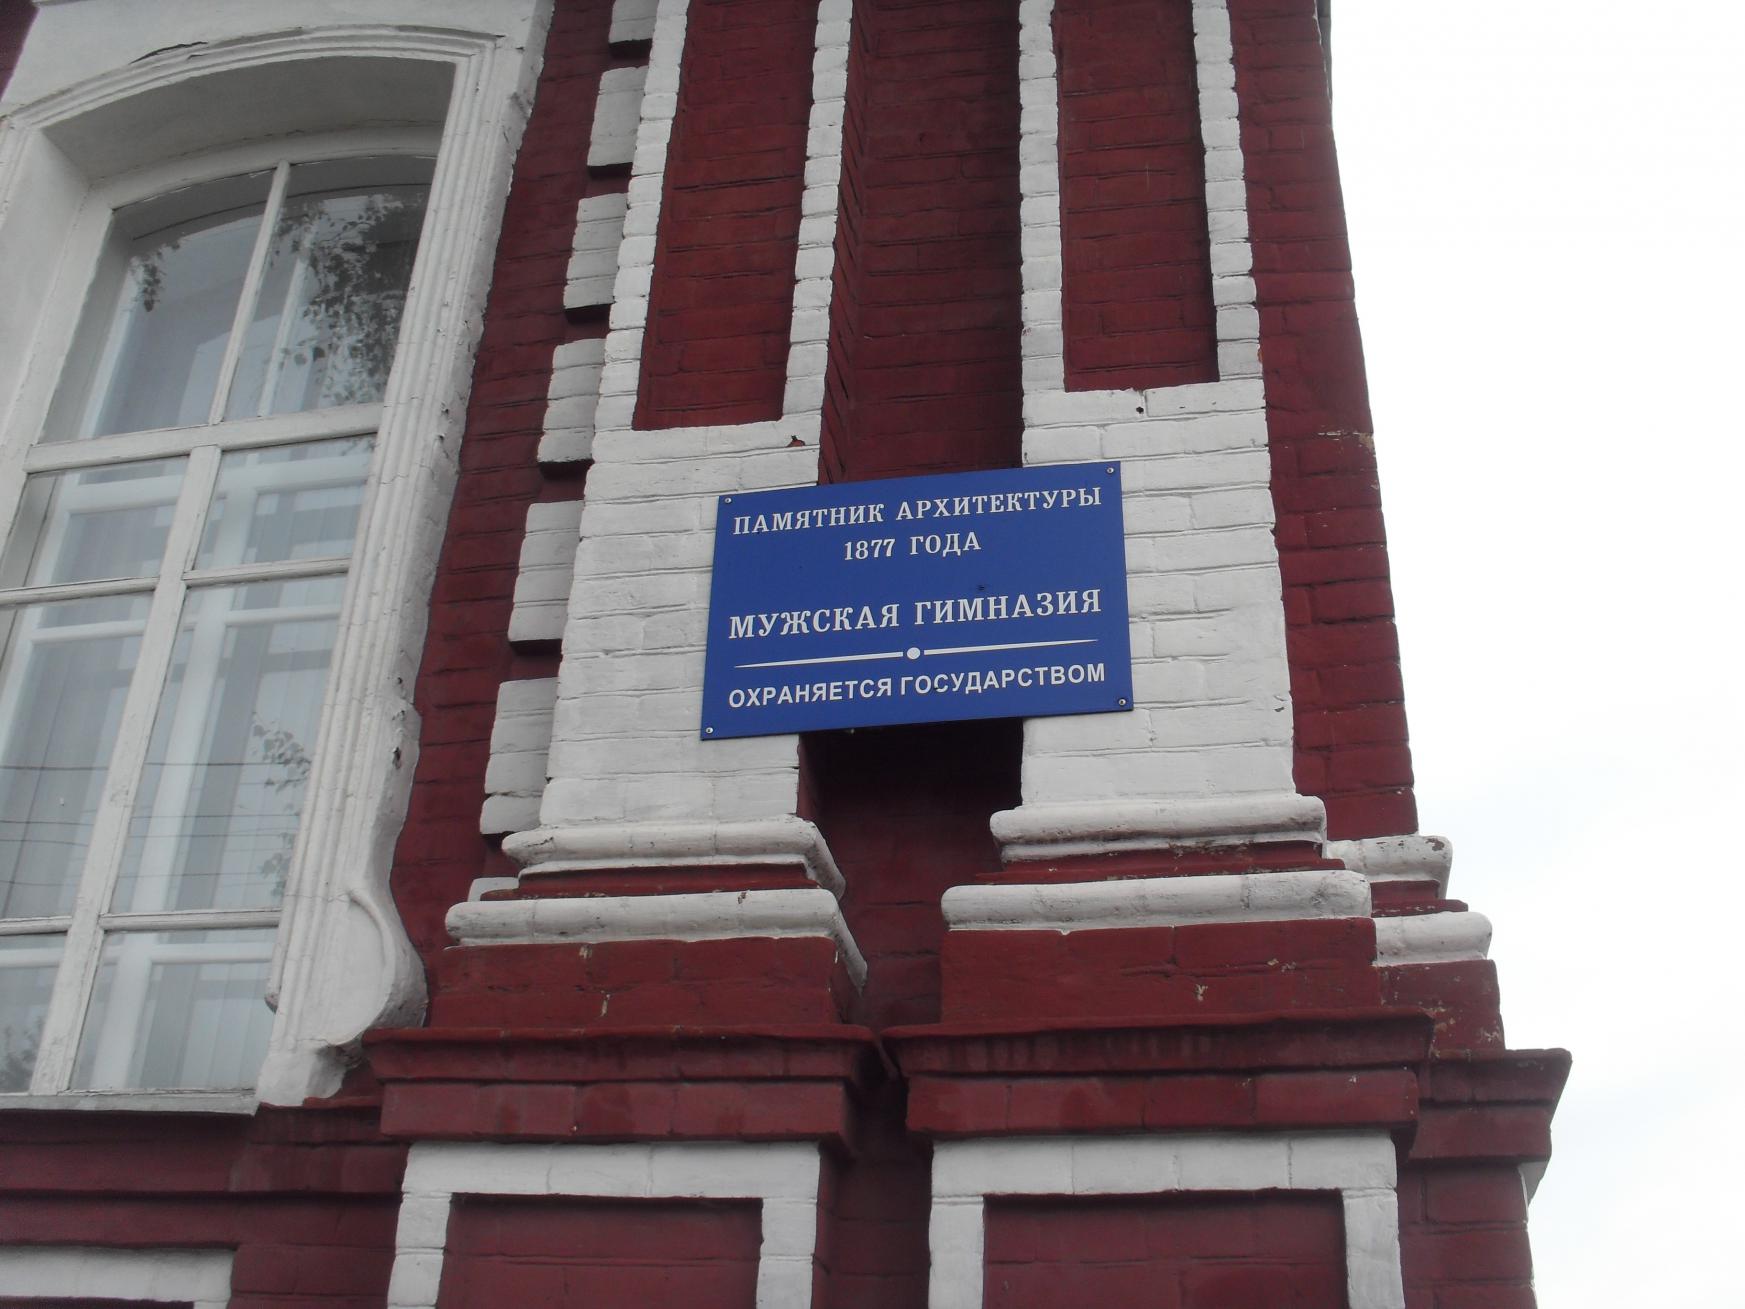 ПАМЯТНИК АРХИТЕКТУРЫ
1877 ГОДА
МУЖСКАЯ ГИМНАЗИЯ
ОХРАНЯЕТСЯ ГОСУДАРСТВОМ